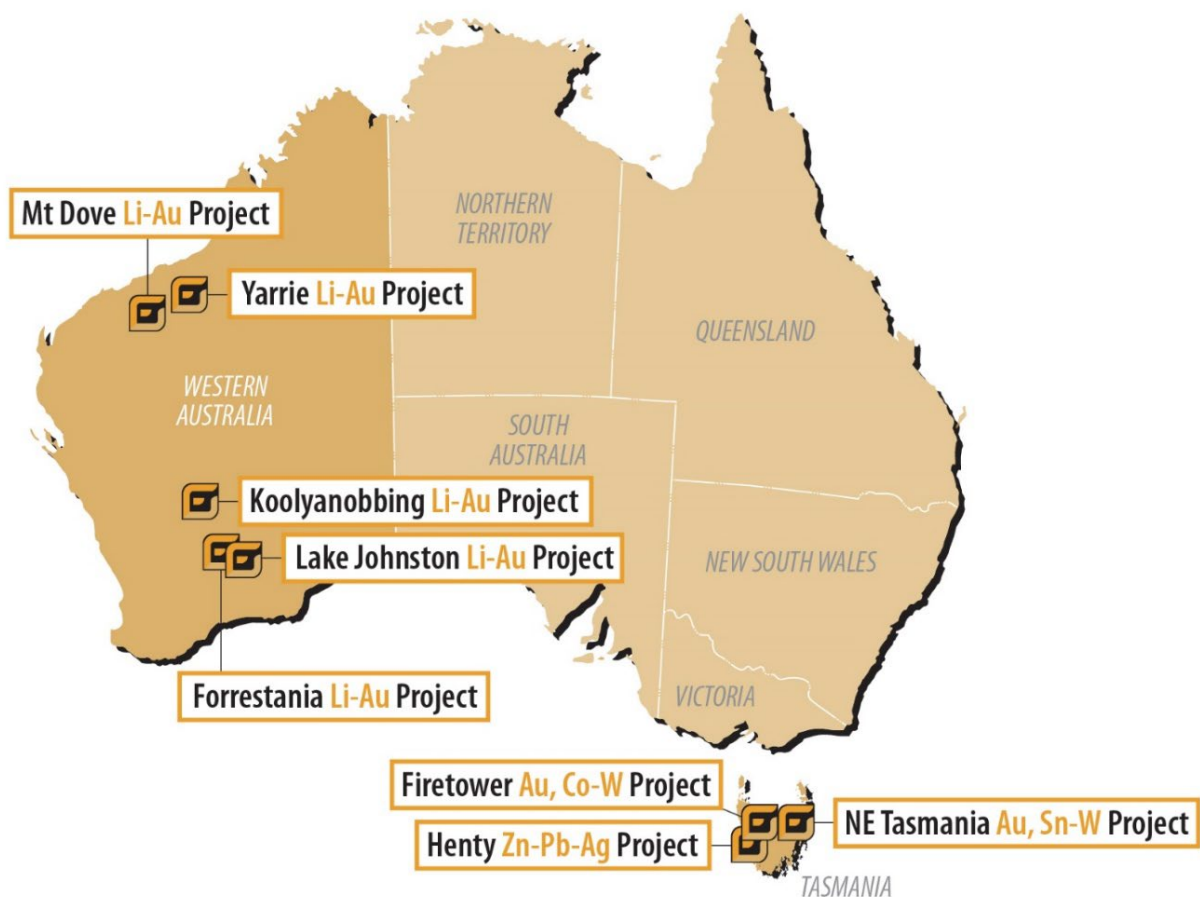 NORTHERN
TERRITORY
Mt Dove Li-Au Project
Yarrie Li-Au Project
QUEENSLAND
WESTERN
AUSTRALIA
SOUTH
AUSTRALIA
Koolyanobbing Li-Au Project
Lake Johnston Li-Au Project
NEW SOUTH WALES
Forrestania Li-Au Project
VICTORIA
Firetower Au, Co-W Project
NE Tasmania Au, Sn-W Project
Henty Zn-Pb-Ag Project
TASMANIA